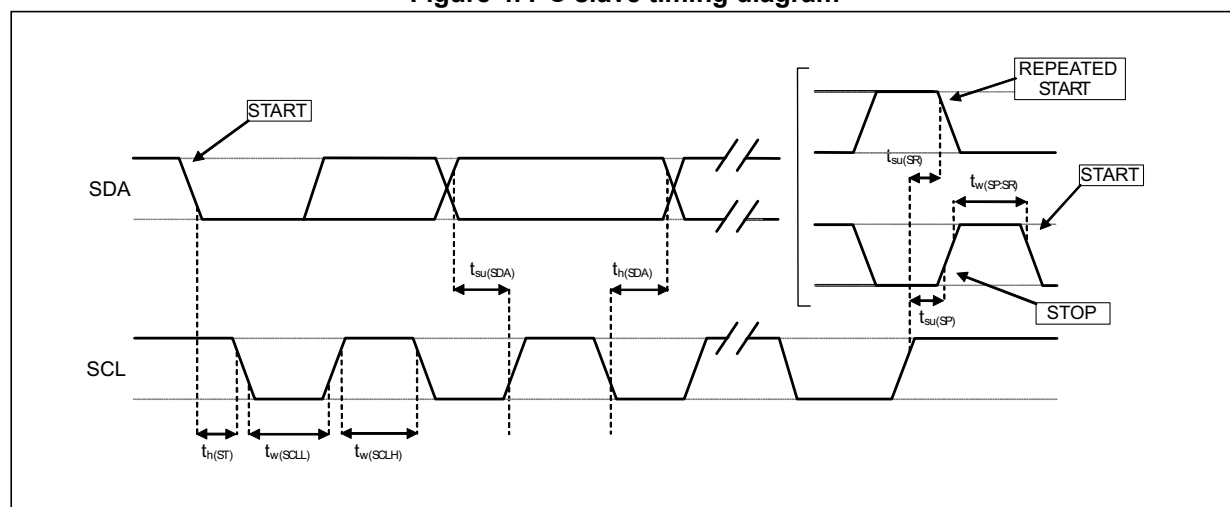 Figure 4. I²C slave timing diagram
REPEATED
START
START
SDA
tsu(SR)
tw(SP:SR)
START
tsu(SDA)
th(SDA)
tsu(SP)
STOP
SCL
th(ST)
tw(SCLL)
tw(SCLH)